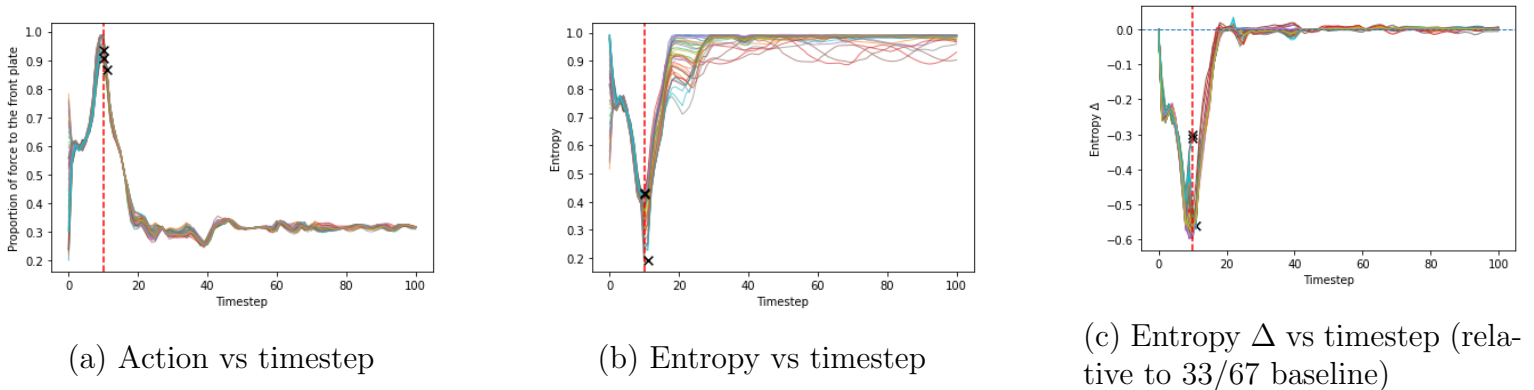 1.0
0.9
0.8
0.7
0.6
0.5
0.4
0.3
0.2
Proportion of force to the front plate
0 20 40 60 80 100
Timestep
(a) Action vs timestep
1.0
0.9
0.8
0.7
0.6
0.5
0.4
0.3
0.2
Entropy
0 20 40 60 80 100
Timestep
(b) Entropy vs timestep
0.0
−0.1
−0.2
−0.3
−0.4
−0.5
−0.6
Entropy Δ
0 20 40 60 80 100
Timestep
(c) Entropy Δ vs timestep (rela-
tive to 33/67 baseline)